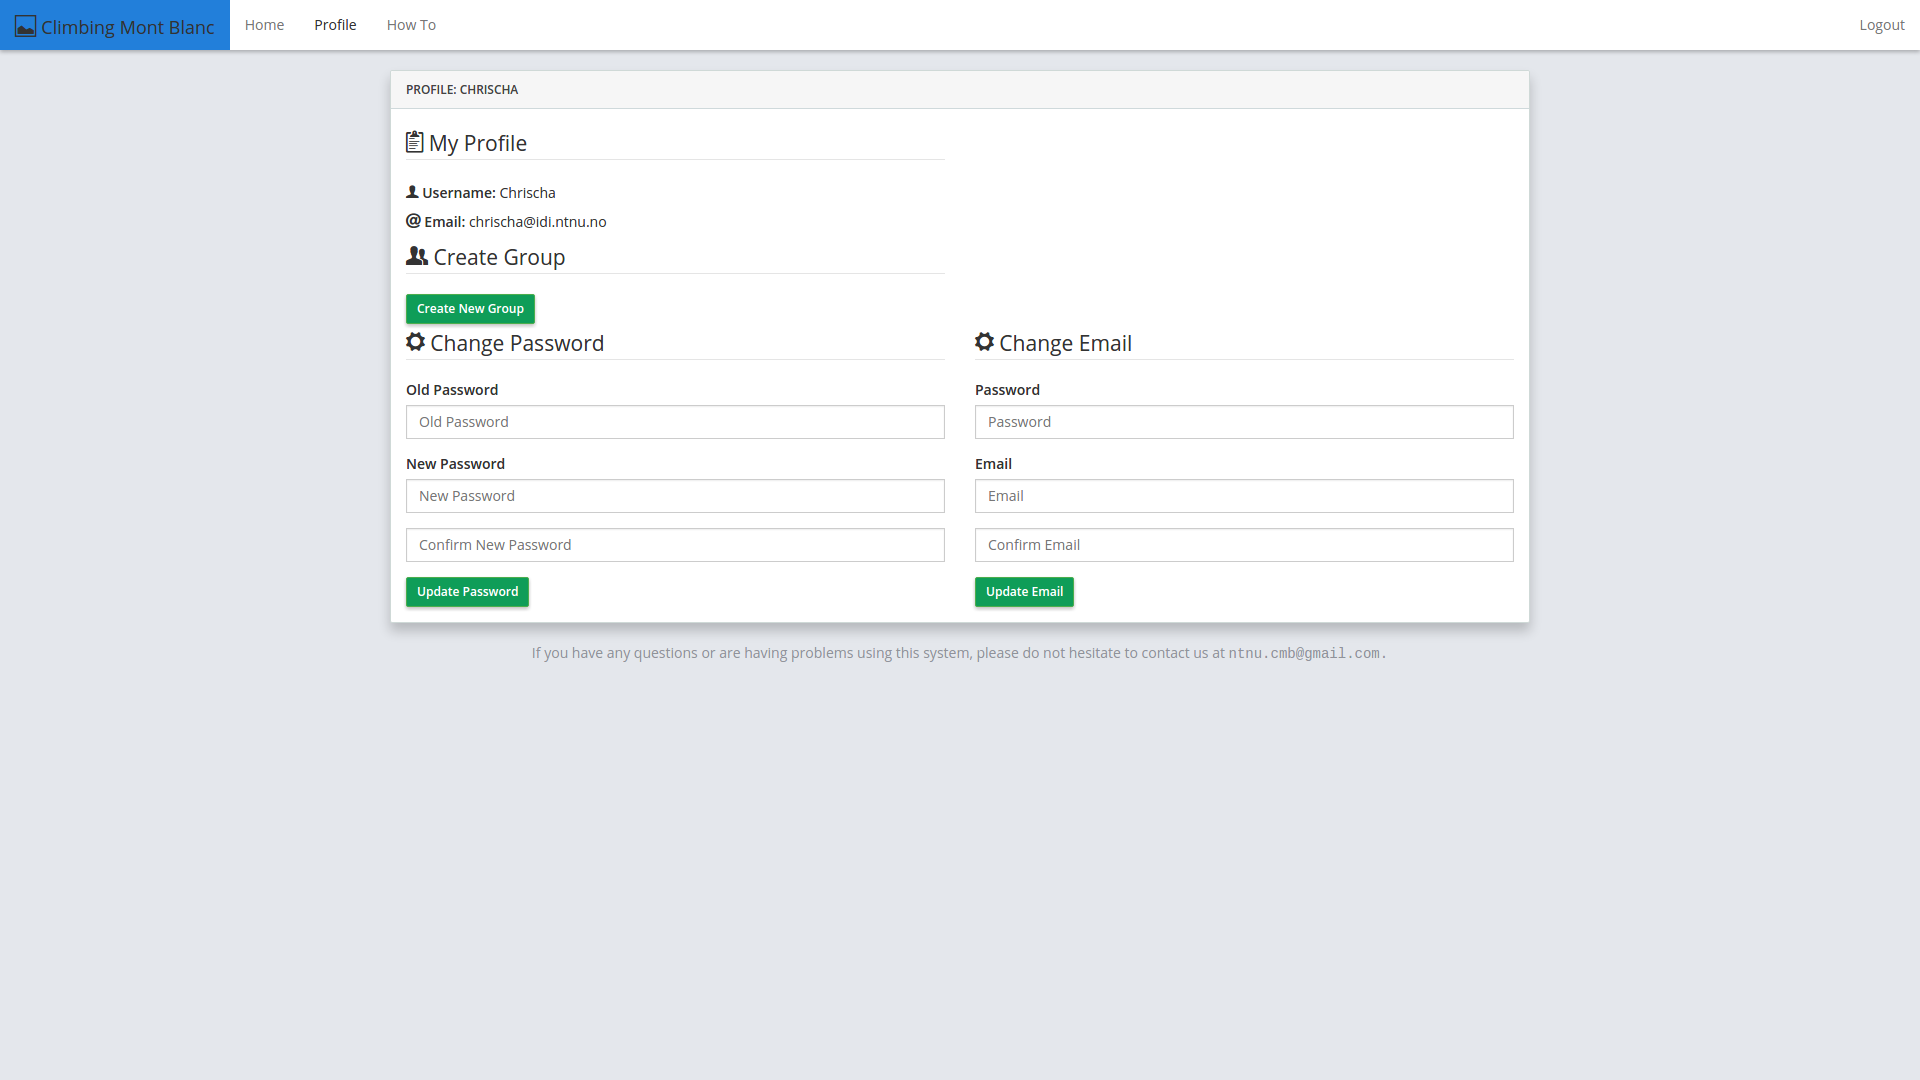 Climbing Mont Blanc Home Profile How To Logout
PROFILE: CHRISCHA
My Profile
Username: Chrischa
@ Email: chrischa@idi.ntnu.no
Create Group
Create New Group
Change Password
Old Password
Old Password
New Password
New Password
Confirm New Password
Update Password
Change Email
Password
Password
Email
Email
Confirm Email
Update Email
If you have any questions or are having problems using this system, please do not hesitate to contact us at ntnu.cmb@gmail.com.